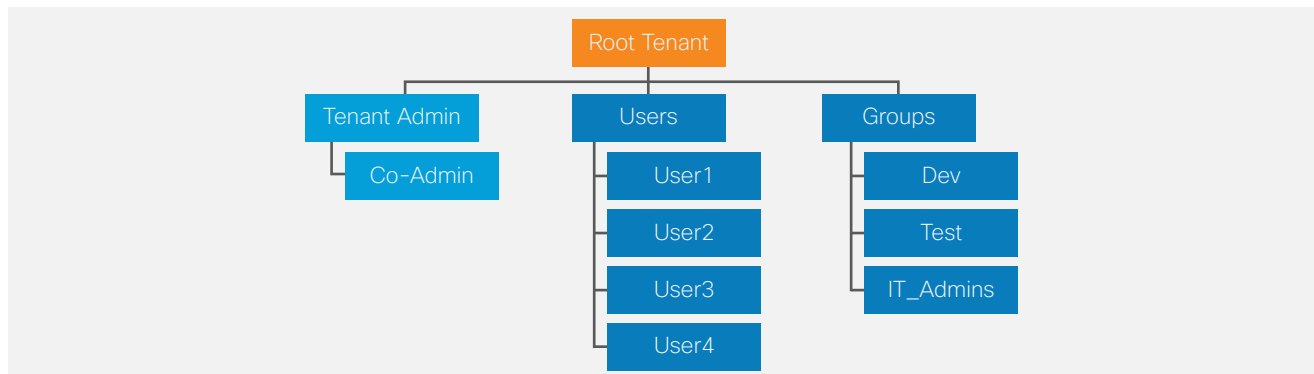 Root Tenant
Tenant Admin
Co-Admin
Users
User1
User2
User3
User4
Groups
Dev
Test
IT_Admins